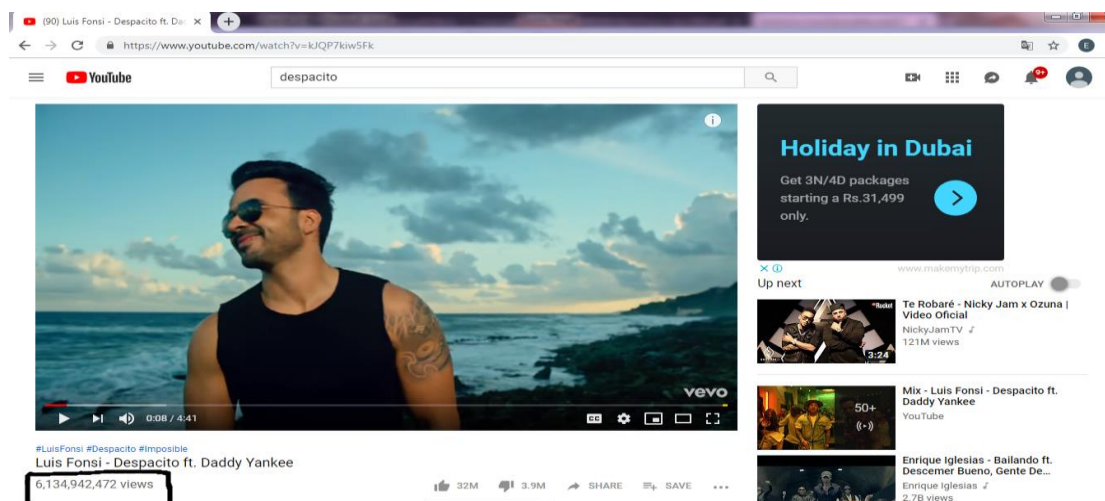 (90) Luis Fonsi - Despacito ft. Da
https://www.youtube.com/watch?v=kJQP7kiw5Fk
E
YouTube
despacito
9+
Holiday in Dubai
Get 3N/4D packages
starting a Rs.31,499
only.
www.makemytrip.com
vevo
0:08 / 4:41
CC
#LuisFonsi #Despacito #Imposible
Luis Fonsi - Despacito ft. Daddy Yankee
6,134,942,472 views
32M 3.9M SHARE SAVE
Up next AUTOPLAY
3:24
Te Robaré - Nicky Jam x Ozuna |
Video Oficial
NickyJamTV
121M views
50+
Mix - Luis Fonsi - Despacito ft.
Daddy Yankee
YouTube
Enrique Iglesias - Bailando ft.
Descemer Bueno, Gente De...
Enrique Iglesias
2.7B views